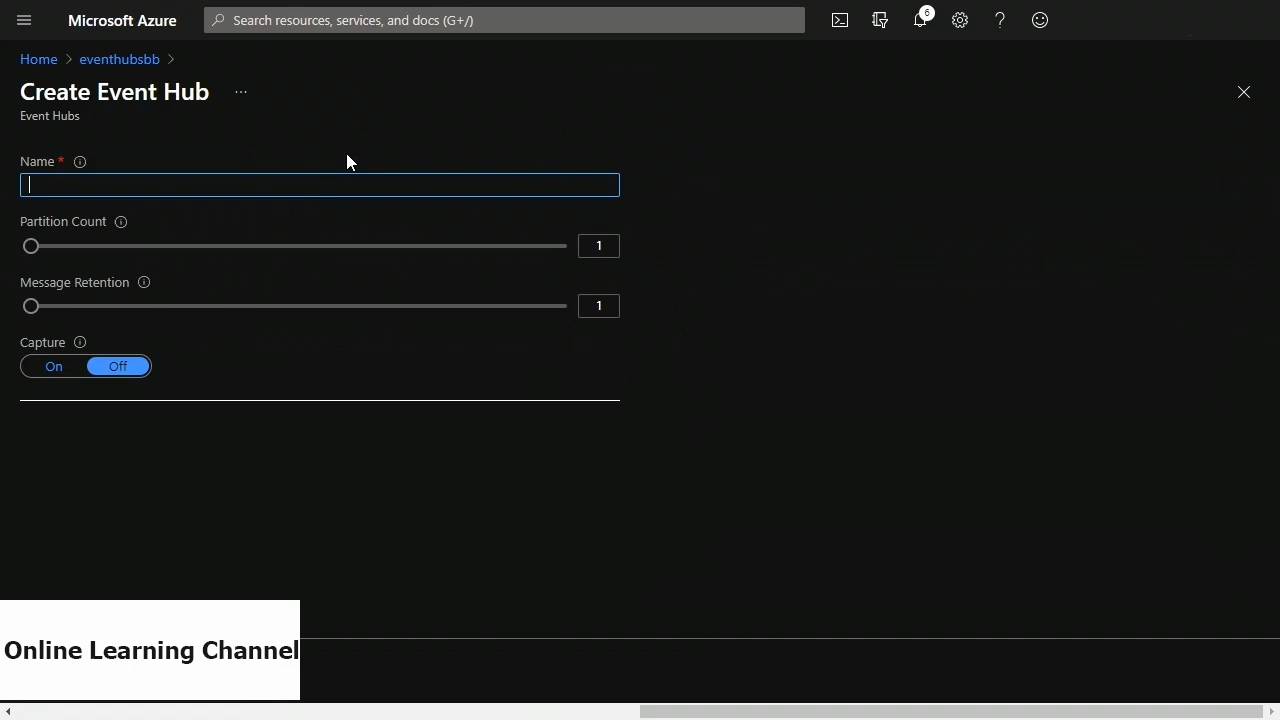 Microsoft Azure
Search resources, services, and docs (G+/)
6
Home > eventhubsbb >
Create Event Hub ...
Event Hubs
Name *
Partition Count
1
Message Retention
1
Capture
On Off
Online Learning Channel